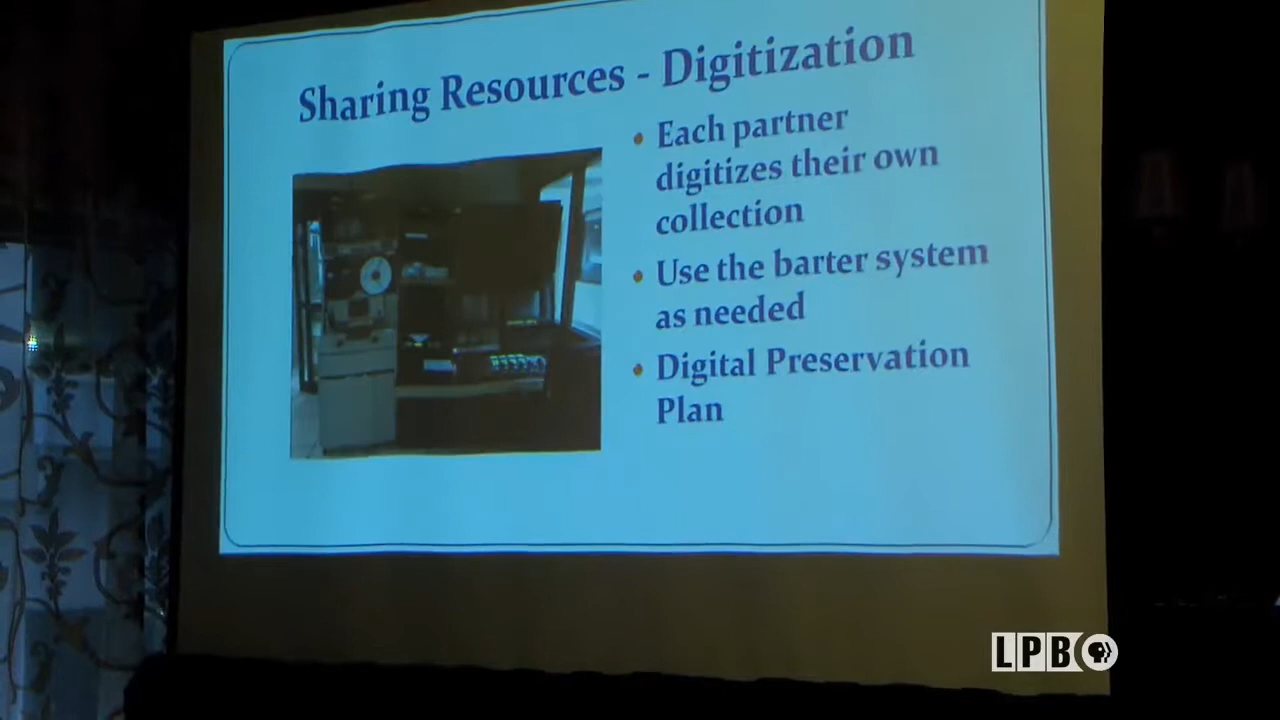 Sharing Resources - Digitization
• Each partner
digitizes their own
collection
• Use the barter system
as needed
• Digital Preservation
Plan
LPB